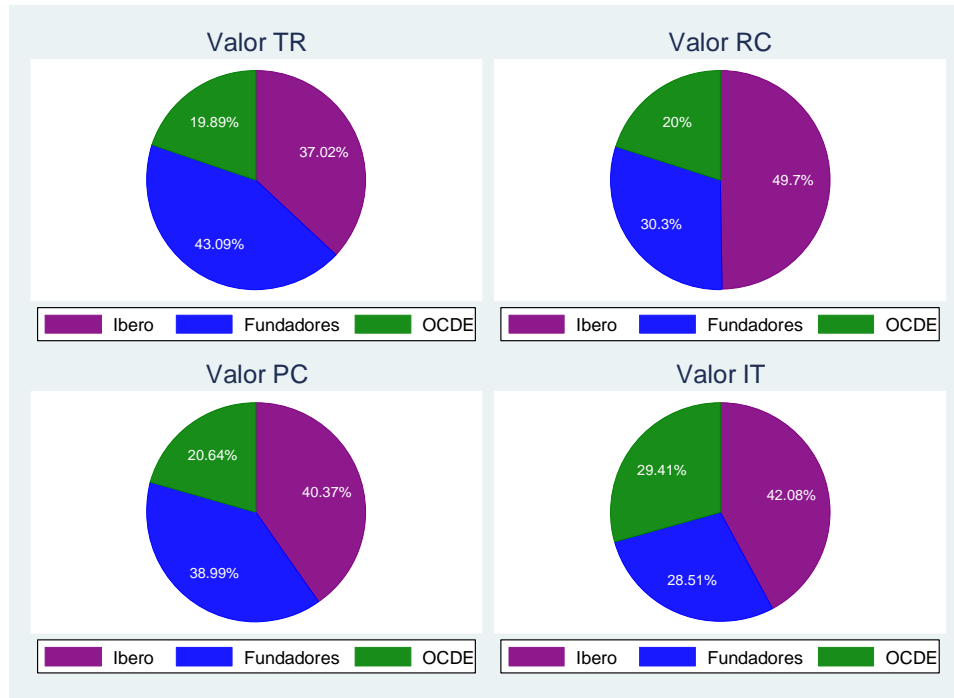 Valor TR
19.89%
37.02%
43.09%
Ibero Fundadores OCDE
Valor RC
20%
49.7%
30.3%
Ibero Fundadores OCDE
Valor PC
20.64%
40.37%
38.99%
Ibero Fundadores OCDE
Valor IT
29.41%
42.08%
28.51%
Ibero Fundadores OCDE